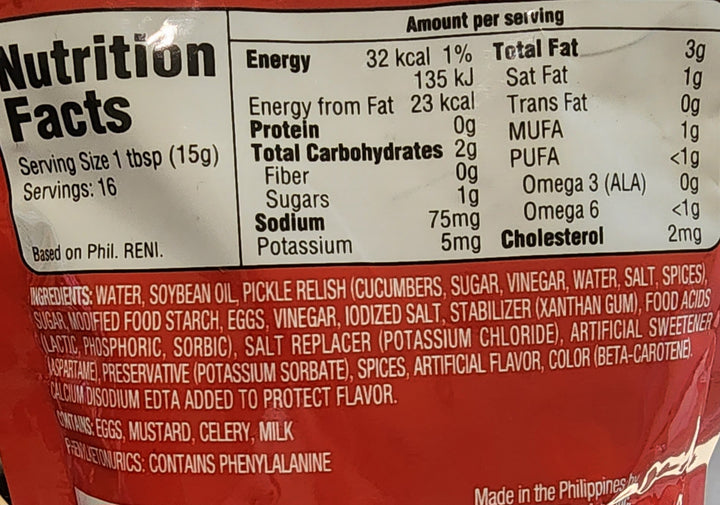 Nutrition
Facts
Serving Size 1 tbsp (15g)
Servings: 16
Based on Phil. RENI.
Amount per serving
Energy 32 kcal 1%
135 kJ
Energy from Fat 23 kcal
Protein 0g
Total Carbohydrates 2g
Fiber 0g
Sugars 1g
Sodium 75mg
Potassium 5mg
Total Fat 3g
Sat Fat 1g
Trans Fat 0g
MUFA 1g
PUFA <1g
Omega 3 (ALA) 0g
Omega 6 <1g
Cholesterol 2mg
INGREDIENTS: WATER, SOYBEAN OIL, PICKLE RELISH (CUCUMBERS, SUGAR, VINEGAR, WATER, SALT, SPICES),
SUGAR, MODIFIED FOOD STARCH, EGGS, VINEGAR, IODIZED SALT, STABILIZER (XANTHAN GUM), FOOD ACIDS
(LACTIC, PHOSPHORIC, SORBIC), SALT REPLACER (POTASSIUM CHLORIDE), ARTIFICIAL SWEETENER
(ASPARTAME), PRESERVATIVE (POTASSIUM SORBATE), SPICES, ARTIFICIAL FLAVOR, COLOR (BETA-CAROTENE).
CALCIUM DISODIUM EDTA ADDED TO PROTECT FLAVOR.
CONTAINS: EGGS, MUSTARD, CELERY, MILK
PHENYLKETONURICS: CONTAINS PHENYLALANINE
Made in the Philippines by